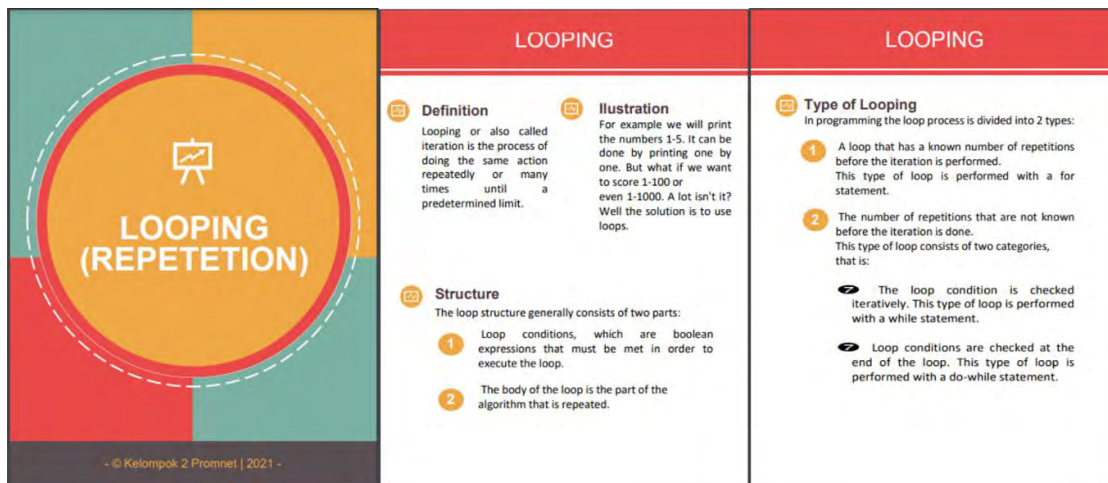 LOOPING
(REPETETION)
- © Kelompok 2 Promnet | 2021 -
LOOPING
Definition
Looping or also called
iteration is the process of
doing the same action
repeatedly or many
times until a
predetermined limit.
Ilustration
For example we will print
the numbers 1-5. It can be
done by printing one by
one. But what if we want
to score 1-100 or
even 1-1000. A lot isn't it?
Well the solution is to use
loops.
Structure
The loop structure generally consists of two parts:
1 Loop conditions, which are boolean
expressions that must be met in order to
execute the loop.
2 The body of the loop is the part of the
algorithm that is repeated.
LOOPING
Type of Looping
In programming the loop process is divided into 2 types:
1 A loop that has a known number of repetitions
before the iteration is performed.
This type of loop is performed with a for
statement.
2 The number of repetitions that are not known
before the iteration is done.
This type of loop consists of two categories,
that is:
The loop condition is checked
iteratively. This type of loop is performed
with a while statement.
Loop conditions are checked at the
end of the loop. This type of loop is
performed with a do-while statement.